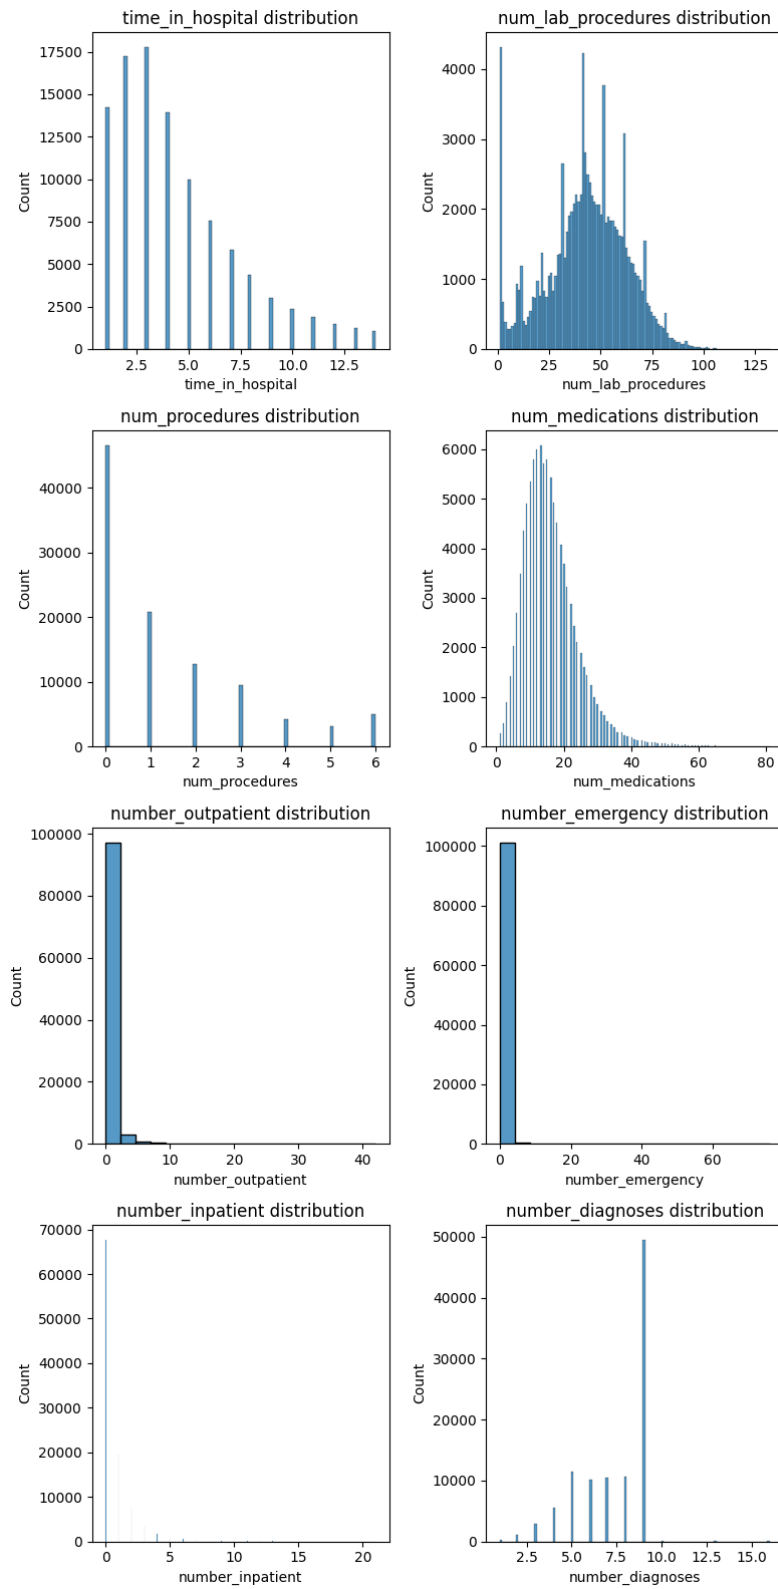 time_in_hospital distribution
17500
15000
12500
10000
7500
5000
2500
0
Count
2.5 5.0 7.5 10.0 12.5
time_in_hospital
num_lab_procedures distribution
4000
3000
2000
1000
0
Count
0 25 50 75 100 125
num_lab_procedures
num_procedures distribution
40000
30000
20000
10000
0
Count
0 1 2 3 4 5 6
num_procedures
num_medications distribution
6000
5000
4000
3000
2000
1000
0
Count
0 20 40 60 80
num_medications
number_outpatient distribution
100000
80000
60000
40000
20000
0
Count
0 10 20 30 40
number_outpatient
number_emergency distribution
100000
80000
60000
40000
20000
0
Count
0 20 40 60
number_emergency
number_inpatient distribution
70000
60000
50000
40000
30000
20000
10000
0
Count
0 5 10 15 20
number_inpatient
number_diagnoses distribution
50000
40000
30000
20000
10000
0
Count
2.5 5.0 7.5 10.0 12.5 15.0
number_diagnoses